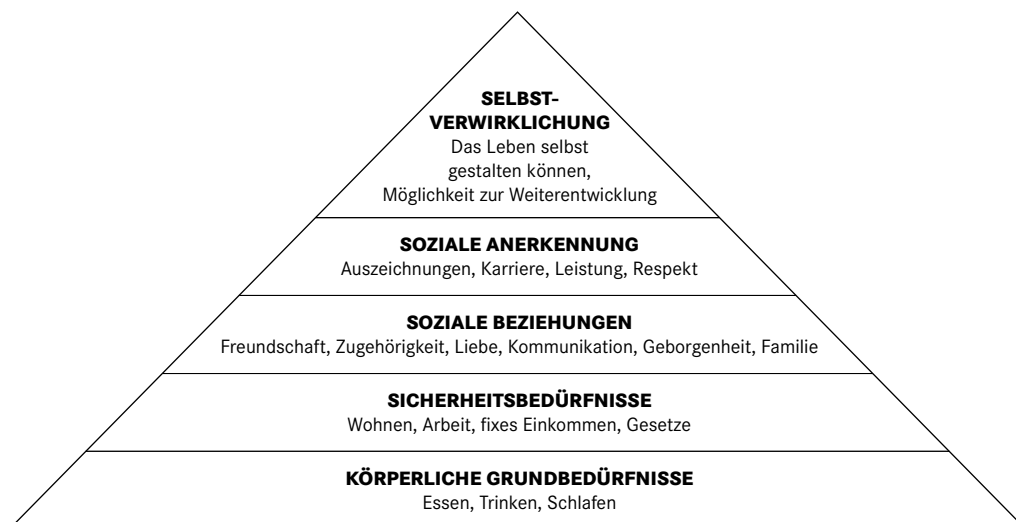 SELBST-
VERWIRKLICHUNG
Das Leben selbst
gestalten können,
Möglichkeit zur Weiterentwicklung
SOZIALE ANERKENNUNG
Auszeichnungen, Karriere, Leistung, Respekt
SOZIALE BEZIEHUNGEN
Freundschaft, Zugehörigkeit, Liebe, Kommunikation, Geborgenheit, Familie
SICHERHEITSBEDÜRFNISSE
Wohnen, Arbeit, fixes Einkommen, Gesetze
KÖRPERLICHE GRUNDBEDÜRFNISSE
Essen, Trinken, Schlafen